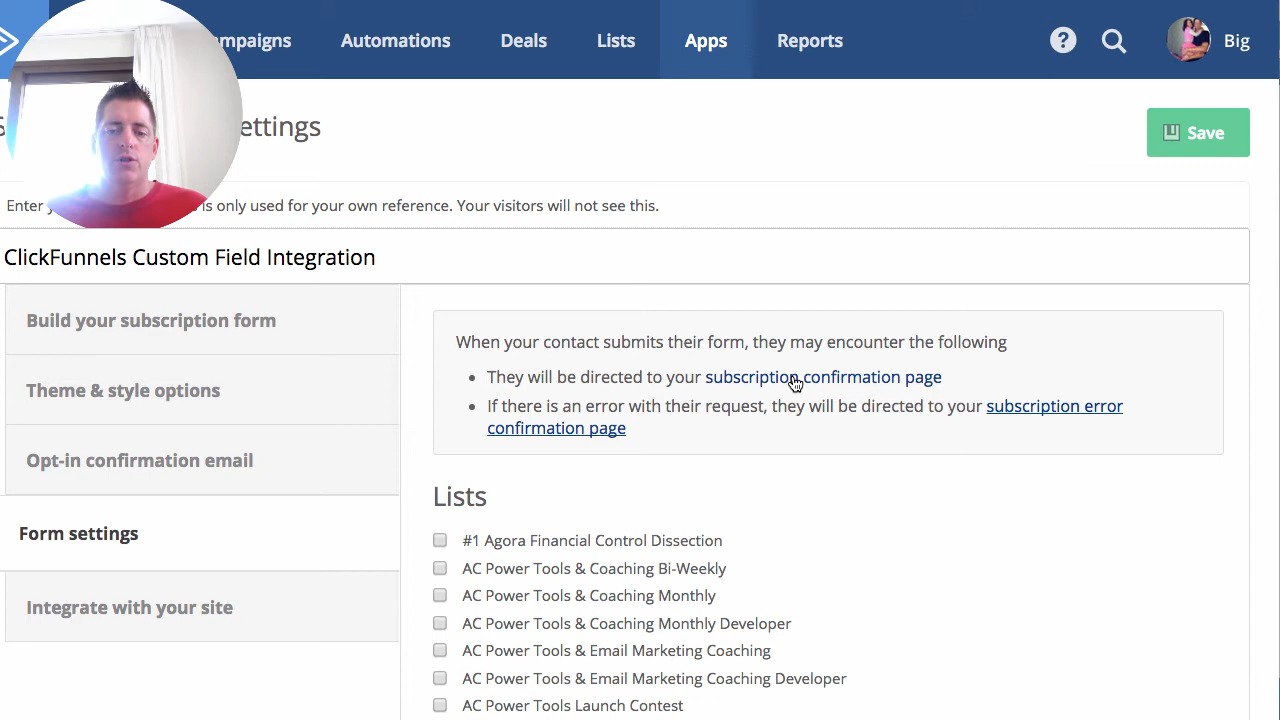 Automations Deals Lists Apps Reports ? Big
Save
Enter is only used for your own reference. Your visitors will not see this.
ClickFunnels Custom Field Integration
Build your subscription form
Theme & style options
Opt-in confirmation email
Form settings
Integrate with your site
When your contact submits their form, they may encounter the following
They will be directed to your subscription confirmation page
If there is an error with their request, they will be directed to your subscription error
confirmation page
Lists
#1 Agora Financial Control Dissection
AC Power Tools & Coaching Bi-Weekly
AC Power Tools & Coaching Monthly
AC Power Tools & Coaching Monthly Developer
AC Power Tools & Email Marketing Coaching
AC Power Tools & Email Marketing Coaching Developer
AC Power Tools Launch Contest